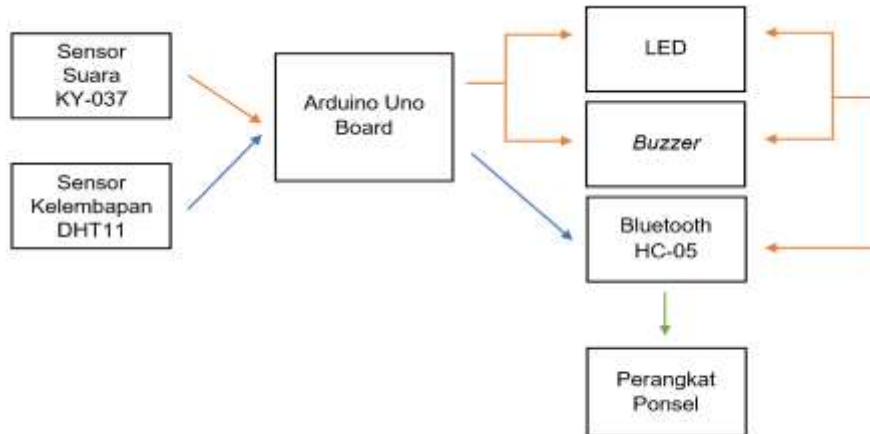 Sensor
Suara
KY-037
Sensor
Kelembapan
DHT11
Arduino Uno
Board
LED
Buzzer
Bluetooth
HC-05
Perangkat
Ponsel